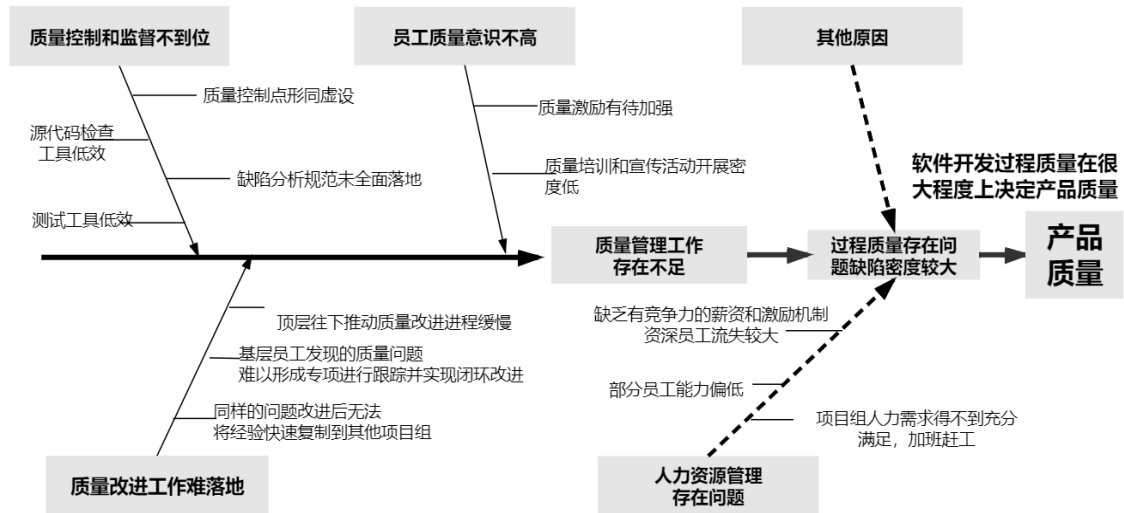 质量控制和监督不到位
员工质量意识不高
其他原因
质量控制点形同虚设
源代码检查
工具低效
缺陷分析规范未全面落地
测试工具低效
质量激励有待加强
质量培训和宣传活动开展密
度低
软件开发过程质量在很
大程度上决定产品质量
质量管理工作
存在不足
过程质量存在问
题缺陷密度较大
产品
质量
顶层往下推动质量改进进程缓慢
基层员工发现的质量问题
难以形成专项进行跟踪并实现闭环改进
同样的问题改进后无法
将经验快速复制到其他项目组
质量改进工作难落地
缺乏有竞争力的薪资和激励机制
资深员工流失较大
部分员工能力偏低
项目组人力需求得不到充分
满足，加班赶工
人力资源管理
存在问题